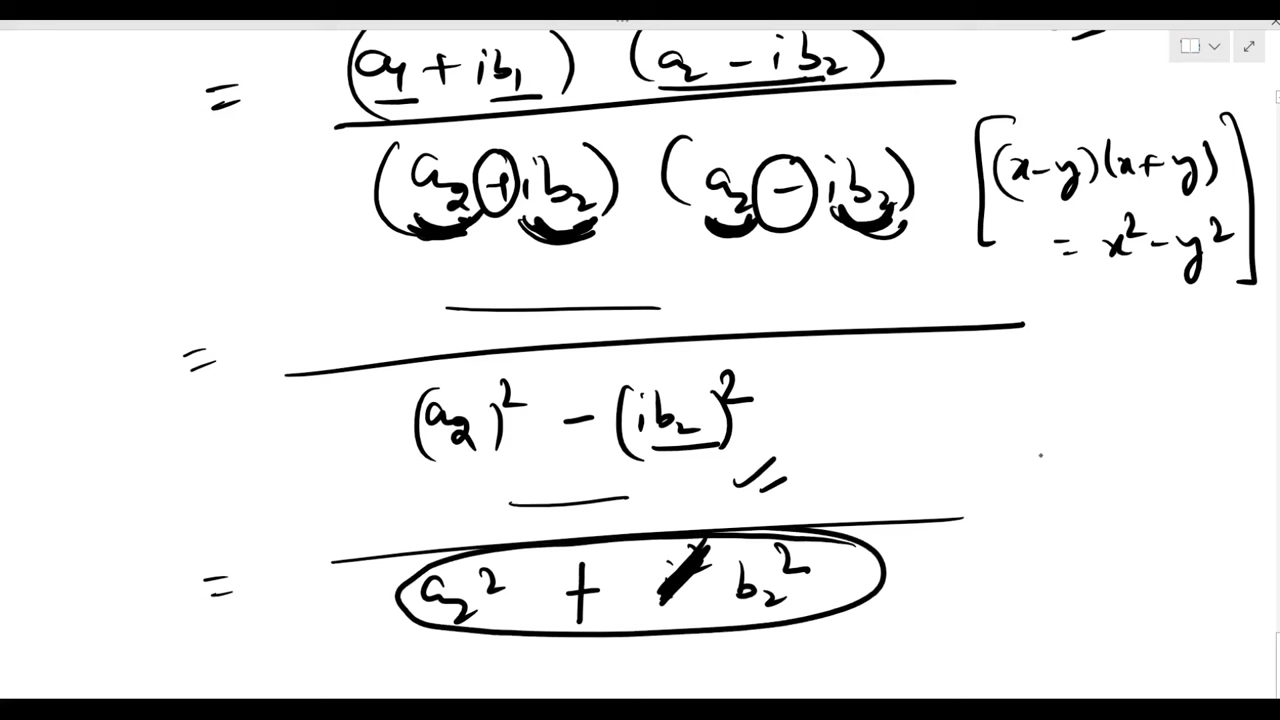 = (a₁ + ib₁) (a₂ - ib₂)
(a₂ + ib₂) (a₂ - ib₂)
[(x-y)(x+y)
= x² - y²]
=
(a₂)² - (ib₂)²
= a₂² + b₂²